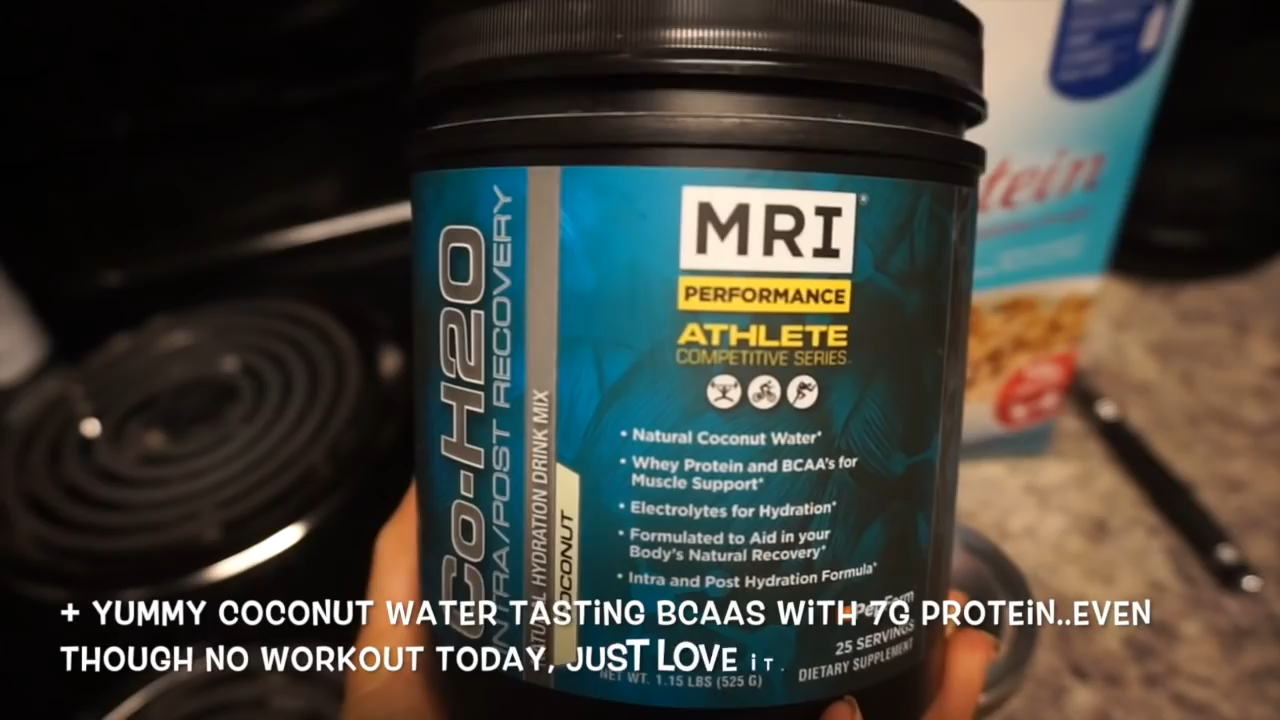 MRI
PERFORMANCE
ATHLETE
COMPETITIVE SERIES
Co-H2O
INTRA/POST RECOVERY
NATURAL HYDRATION DRINK MIX
COCONUT
• Natural Coconut Water*
• Whey Protein and BCAA's for
Muscle Support*
• Electrolytes for Hydration*
• Formulated to Aid in your
Body's Natural Recovery*
• Intra and Post Hydration Formula*
PepForm
25 SERVINGS
DIETARY SUPPLEMENT
NET WT. 1.15 LBS (525 G)
tein
+ YUMMY COCONUT WATER TASTING BCAAS WITH 7G PROTEIN..EVEN
THOUGH NO WORKOUT TODAY, JUST LOVE IT.